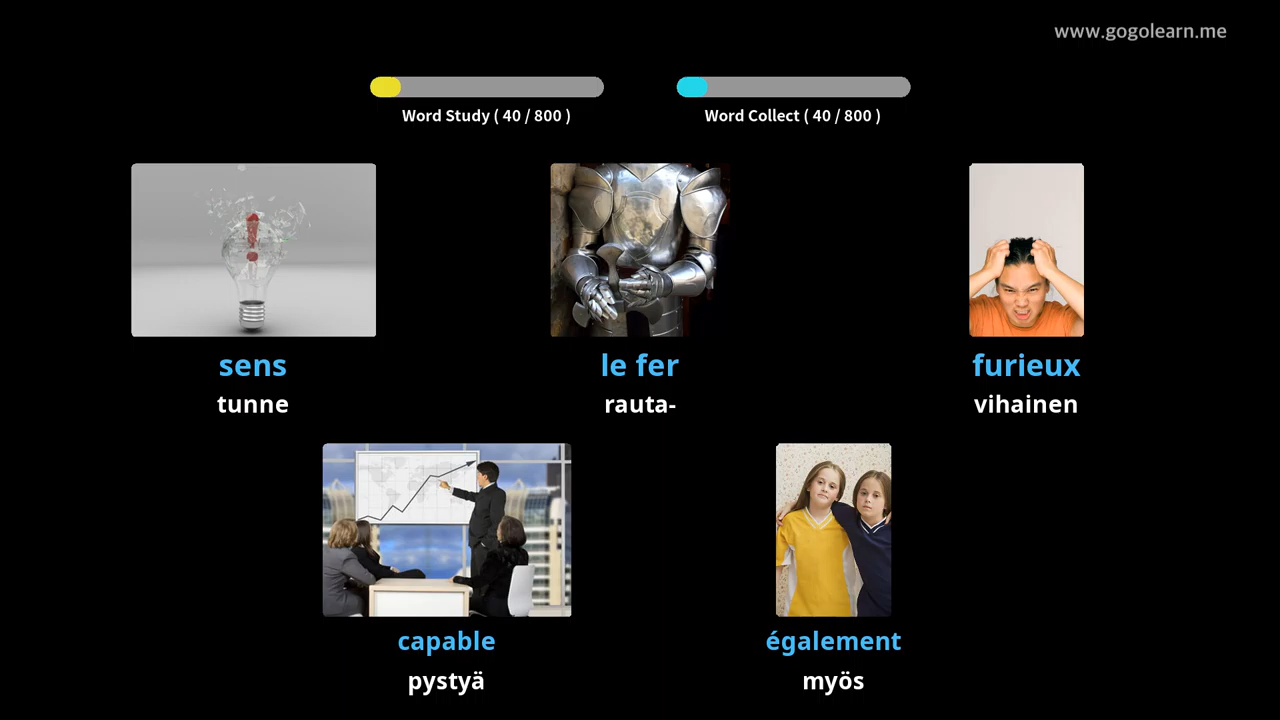 www.gogolearn.me
Word Study ( 40 / 800 )
Word Collect ( 40 / 800 )
sens
tunne
le fer
rauta-
furieux
vihainen
capable
pystyä
également
myös